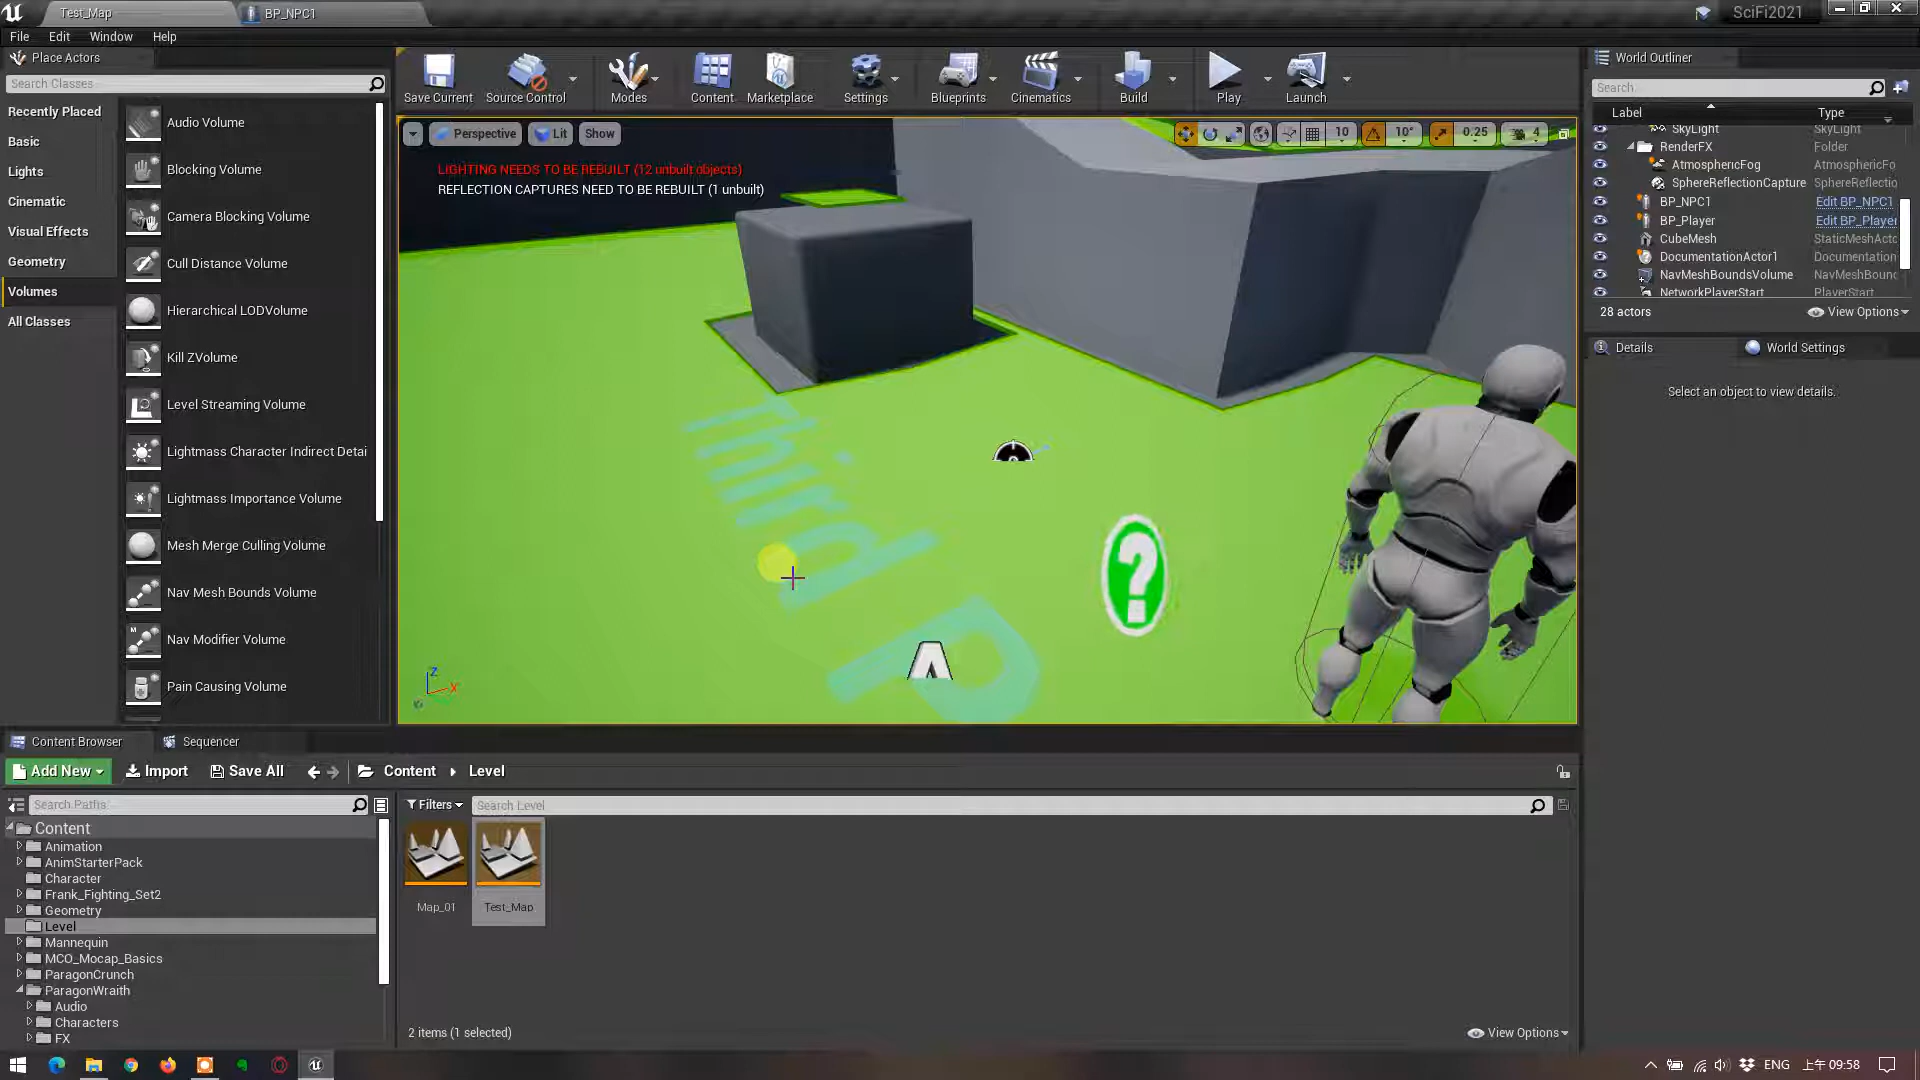 Test_Map
BP_NPC1
SciFi2021
File
Edit
Window
Help
Place Actors
Search Classes
Recently Placed
Basic
Lights
Cinematic
Visual Effects
Geometry
Volumes
All Classes
Audio Volume
Blocking Volume
Camera Blocking Volume
Cull Distance Volume
Hierarchical LODVolume
Kill ZVolume
Level Streaming Volume
Lightmass Character Indirect Detai
Lightmass Importance Volume
Mesh Merge Culling Volume
Nav Mesh Bounds Volume
Nav Modifier Volume
Pain Causing Volume
Save Current
Source Control
Modes
Content
Marketplace
Settings
Blueprints
Cinematics
Build
Play
Launch
Perspective
Lit
Show
10
10°
0.25
4
LIGHTING NEEDS TO BE REBUILT (12 unbuilt objects)
REFLECTION CAPTURES NEED TO BE REBUILT (1 unbuilt)
Third P
?
Z
X
World Outliner
Search
Label
Type
SkyLight
SkyLight
RenderFX
Folder
AtmosphericFog
AtmosphericFo
SphereReflectionCapture
SphereReflectio
BP_NPC1
Edit BP_NPC1
BP_Player
Edit BP_Player
CubeMesh
StaticMeshActo
DocumentationActor1
Documentation
NavMeshBoundsVolume
NavMeshBound
NetworkPlayerStart
PlayerStart
28 actors
View Options
Details
World Settings
Select an object to view details.
Content Browser
Sequencer
Add New
Import
Save All
Content
Level
Search Paths
Filters
Search Level
Content
Animation
AnimStarterPack
Character
Frank_Fighting_Set2
Geometry
Level
Mannequin
MCO_Mocap_Basics
ParagonCrunch
ParagonWraith
Audio
Characters
FX
Map_01
Test_Map
2 items (1 selected)
View Options
ENG
上午 09:58